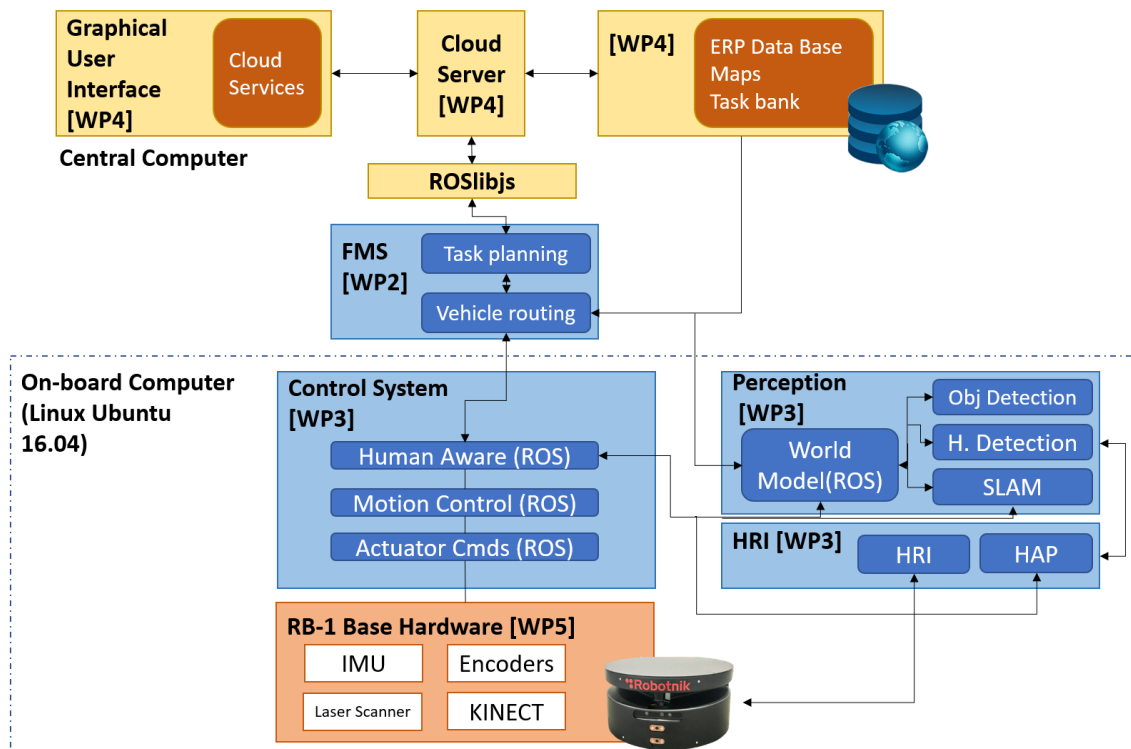 Graphical
User
Interface
[WP4]
Cloud
Services
Cloud
Server
[WP4]
[WP4]
ERP Data Base
Maps
Task bank
Central Computer
ROSlibjs
FMS
[WP2]
Task planning
Vehicle routing
On-board Computer
(Linux Ubuntu
16.04)
Control System
[WP3]
Human Aware (ROS)
Motion Control (ROS)
Actuator Cmds (ROS)
Perception
[WP3]
World
Model(ROS)
Obj Detection
H. Detection
SLAM
HRI [WP3]
HRI
HAP
RB-1 Base Hardware [WP5]
IMU
Encoders
Laser Scanner
KINECT
Robotnik